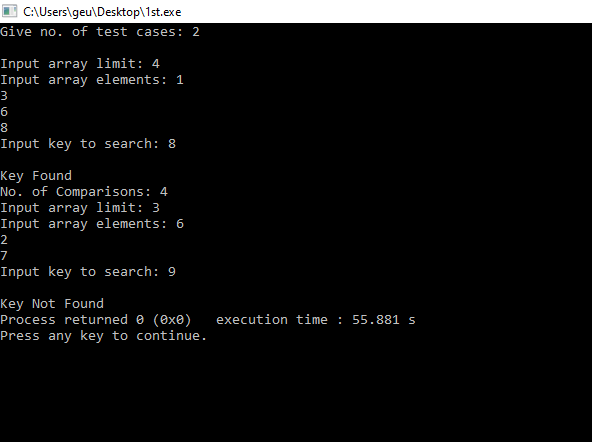 C:\Users\geu\Desktop\1st.exe
Give no. of test cases: 2
Input array limit: 4
Input array elements: 1
3
6
8
Input key to search: 8
Key Found
No. of Comparisons: 4
Input array limit: 3
Input array elements: 6
2
7
Input key to search: 9
Key Not Found
Process returned 0 (0x0)   execution time : 55.881 s
Press any key to continue.